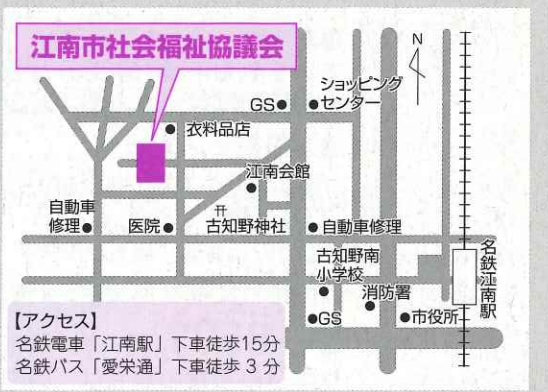 江南市社会福祉協議会
N
ショッピング
センター
GS
衣料品店
江南会館
自動車
修理
医院
古知野神社
自動車修理
古知野南
小学校
消防署
GS
市役所
名鉄江南駅
【アクセス】
名鉄電車「江南駅」下車徒歩15分
名鉄バス「愛栄通」下車徒歩 3 分